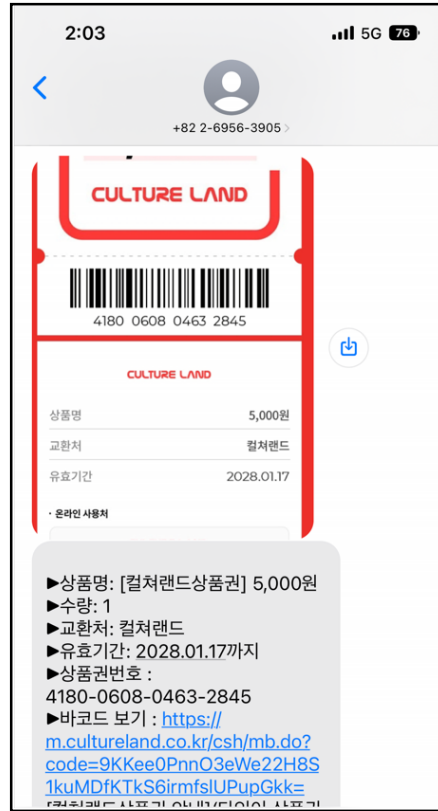 2:03
5G 76
+82 2-6956-3905
CULTURE LAND
4180 0608 0463 2845
CULTURE LAND
상품명 5,000원
교환처 컬쳐랜드
유효기간 2028.01.17
· 온라인 사용처
▶상품명: [컬쳐랜드상품권] 5,000원
▶수량: 1
▶교환처: 컬쳐랜드
▶유효기간: 2028.01.17까지
▶상품권번호 :
4180-0608-0463-2845
▶바코드 보기 : https://
m.cultureland.co.kr/csh/mb.do?
code=9KKee0PnnO3eWe22H8S
1kuMDfKTkS6irmfslUPupGkk=